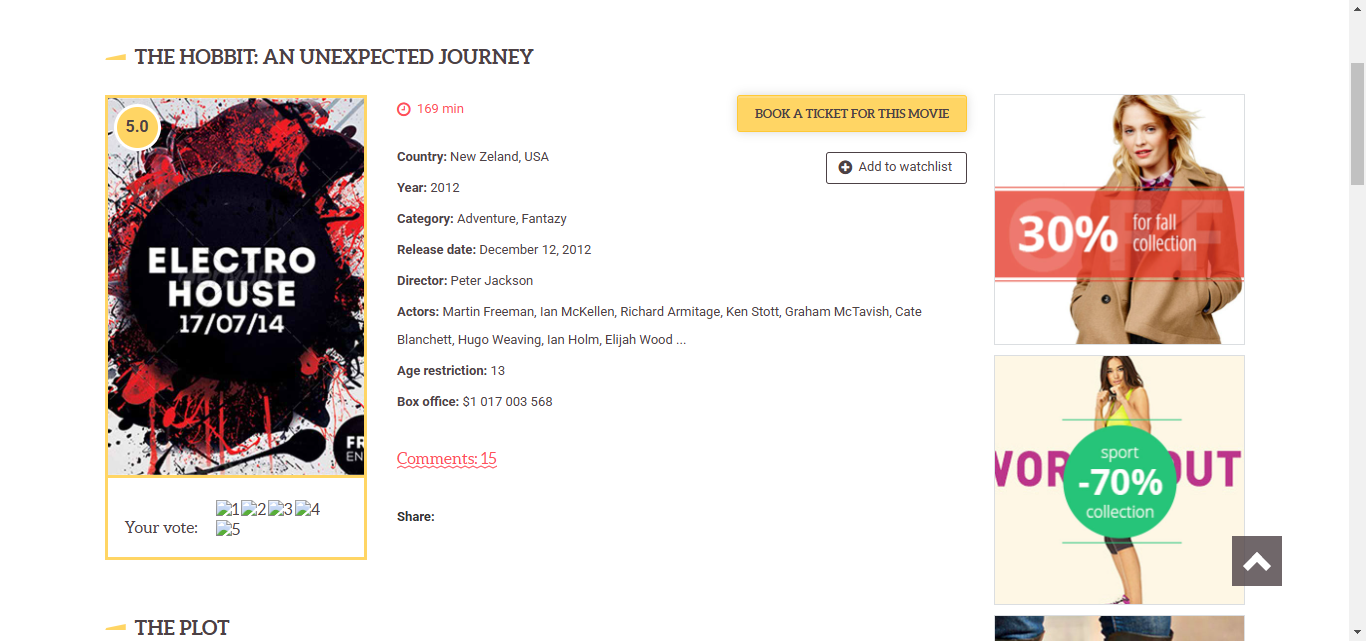 THE HOBBIT: AN UNEXPECTED JOURNEY
5.0
ELECTRO
HOUSE
17/07/14
FR
EN
Your vote:
1 2 3 4
5
169 min
BOOK A TICKET FOR THIS MOVIE
Add to watchlist
Country: New Zeland, USA
Year: 2012
Category: Adventure, Fantazy
Release date: December 12, 2012
Director: Peter Jackson
Actors: Martin Freeman, Ian McKellen, Richard Armitage, Ken Stott, Graham McTavish, Cate
Blanchett, Hugo Weaving, Ian Holm, Elijah Wood ...
Age restriction: 13
Box office: $1 017 003 568
Comments: 15
Share:
OFF
30% for fall
collection
WOR OUT
sport
-70%
collection
THE PLOT